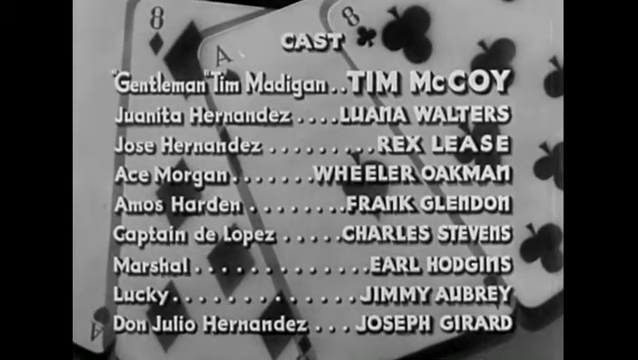 8
A
8
CAST
"Gentleman" Tim Madigan..TIM McCOY
Juanita Hernandez ....LUANA WALTERS
Jose Hernandez .........REX LEASE
Ace Morgan.......WHEELER OAKMAN
Amos Harden ........FRANK GLENDON
Captain de Lopez .....CHARLES STEVENS
Marshal ............EARL HODGINS
Lucky..............JIMMY AUBREY
Don Julio Hernandez ...JOSEPH GIRARD
A